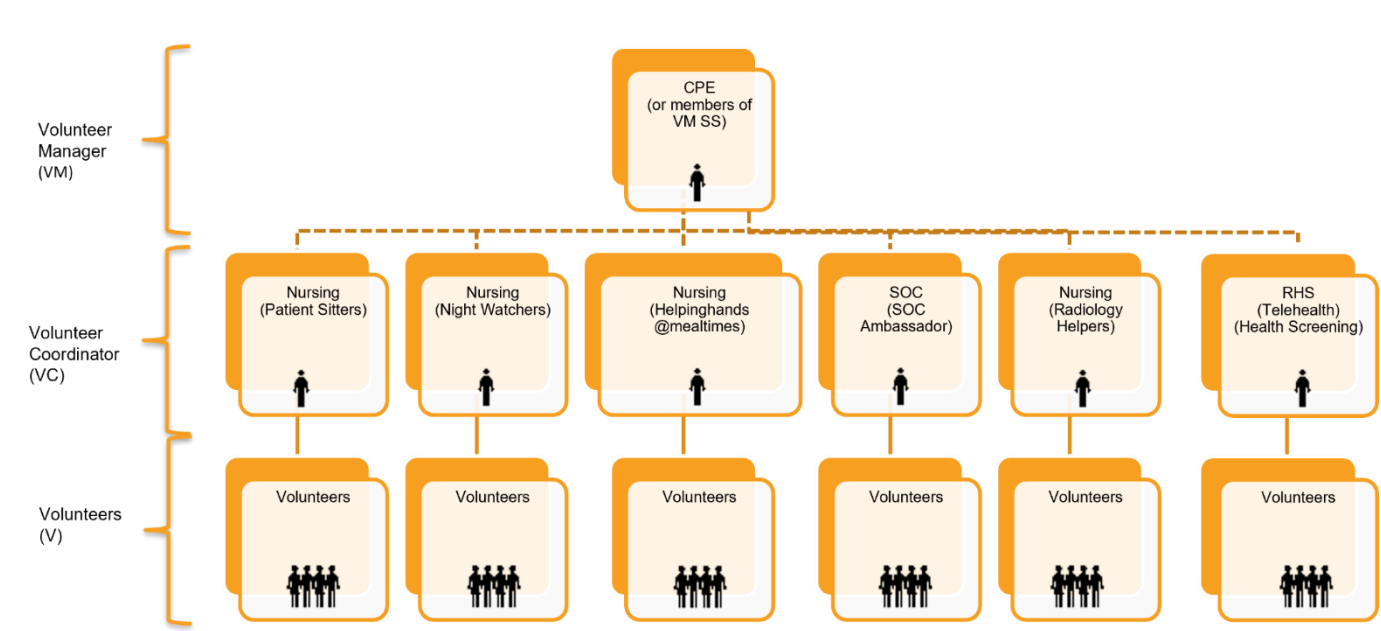 CPE
(or members of
VM SS)
Volunteer
Manager
(VM)
Nursing
(Patient Sitters)
Nursing
(Night Watchers)
Nursing
(Helpinghands
@mealtimes)
SOC
(SOC
Ambassador)
Nursing
(Radiology
Helpers)
RHS
(Telehealth)
(Health Screening)
Volunteer
Coordinator
(VC)
Volunteers
Volunteers
Volunteers
Volunteers
Volunteers
Volunteers
Volunteers
(V)